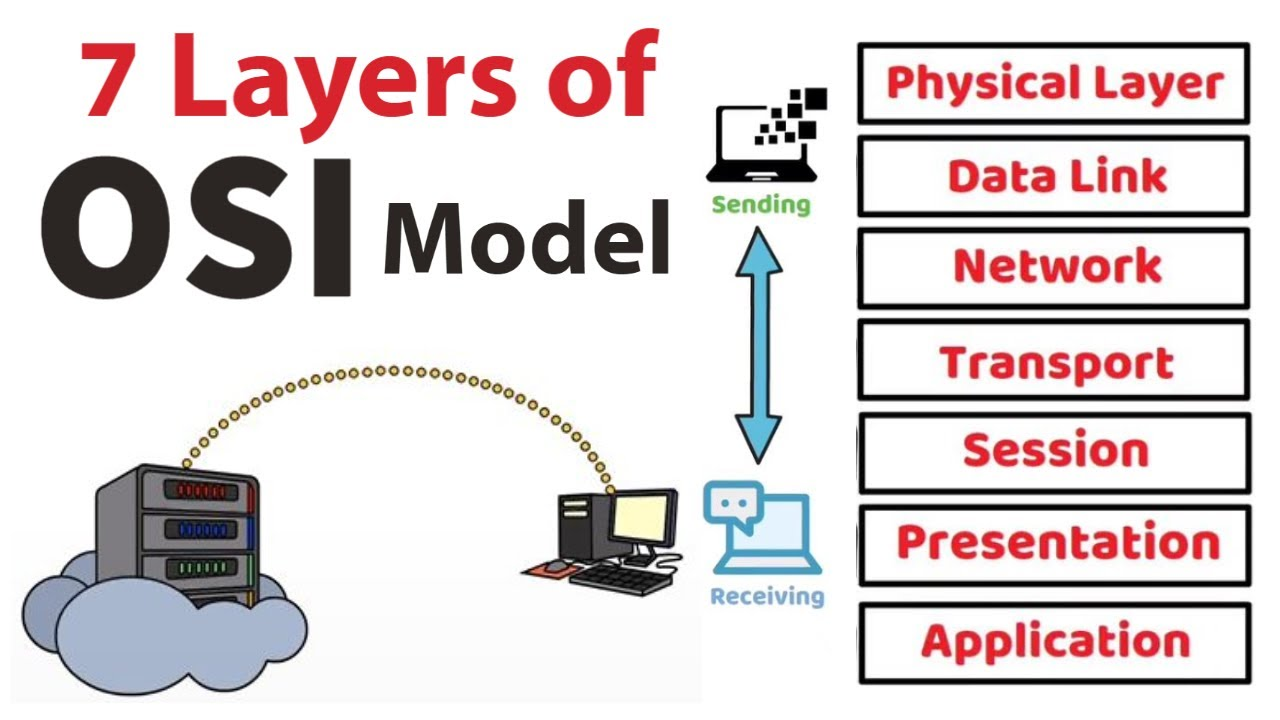 7 Layers of
OSI Model
Sending
Receiving
Physical Layer
Data Link
Network
Transport
Session
Presentation
Application